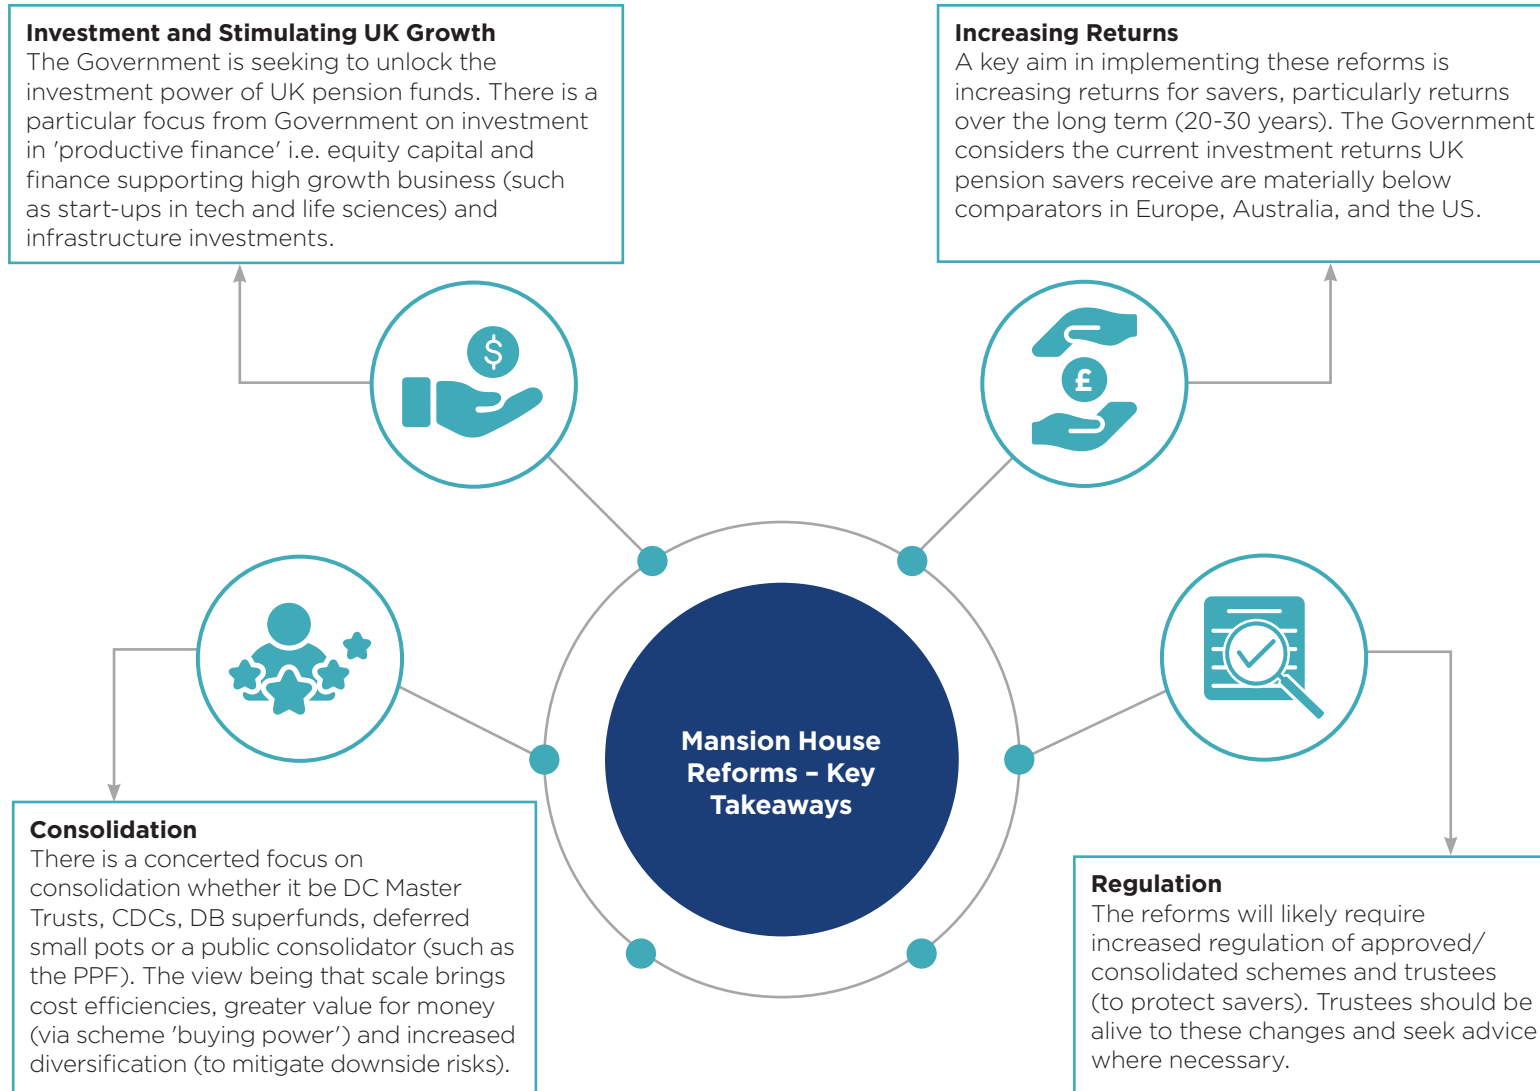 Investment and Stimulating UK Growth
The Government is seeking to unlock the
investment power of UK pension funds. There is a
particular focus from Government on investment
in 'productive finance' i.e. equity capital and
finance supporting high growth business (such
as start-ups in tech and life sciences) and
infrastructure investments.
Increasing Returns
A key aim in implementing these reforms is
increasing returns for savers, particularly returns
over the long term (20-30 years). The Government
considers the current investment returns UK
pension savers receive are materially below
comparators in Europe, Australia, and the US.
$
£
Mansion House
Reforms – Key
Takeaways
Consolidation
There is a concerted focus on
consolidation whether it be DC Master
Trusts, CDCs, DB superfunds, deferred
small pots or a public consolidator (such as
the PPF). The view being that scale brings
cost efficiencies, greater value for money
(via scheme 'buying power') and increased
diversification (to mitigate downside risks).
Regulation
The reforms will likely require
increased regulation of approved/
consolidated schemes and trustees
(to protect savers). Trustees should be
alive to these changes and seek advice
where necessary.